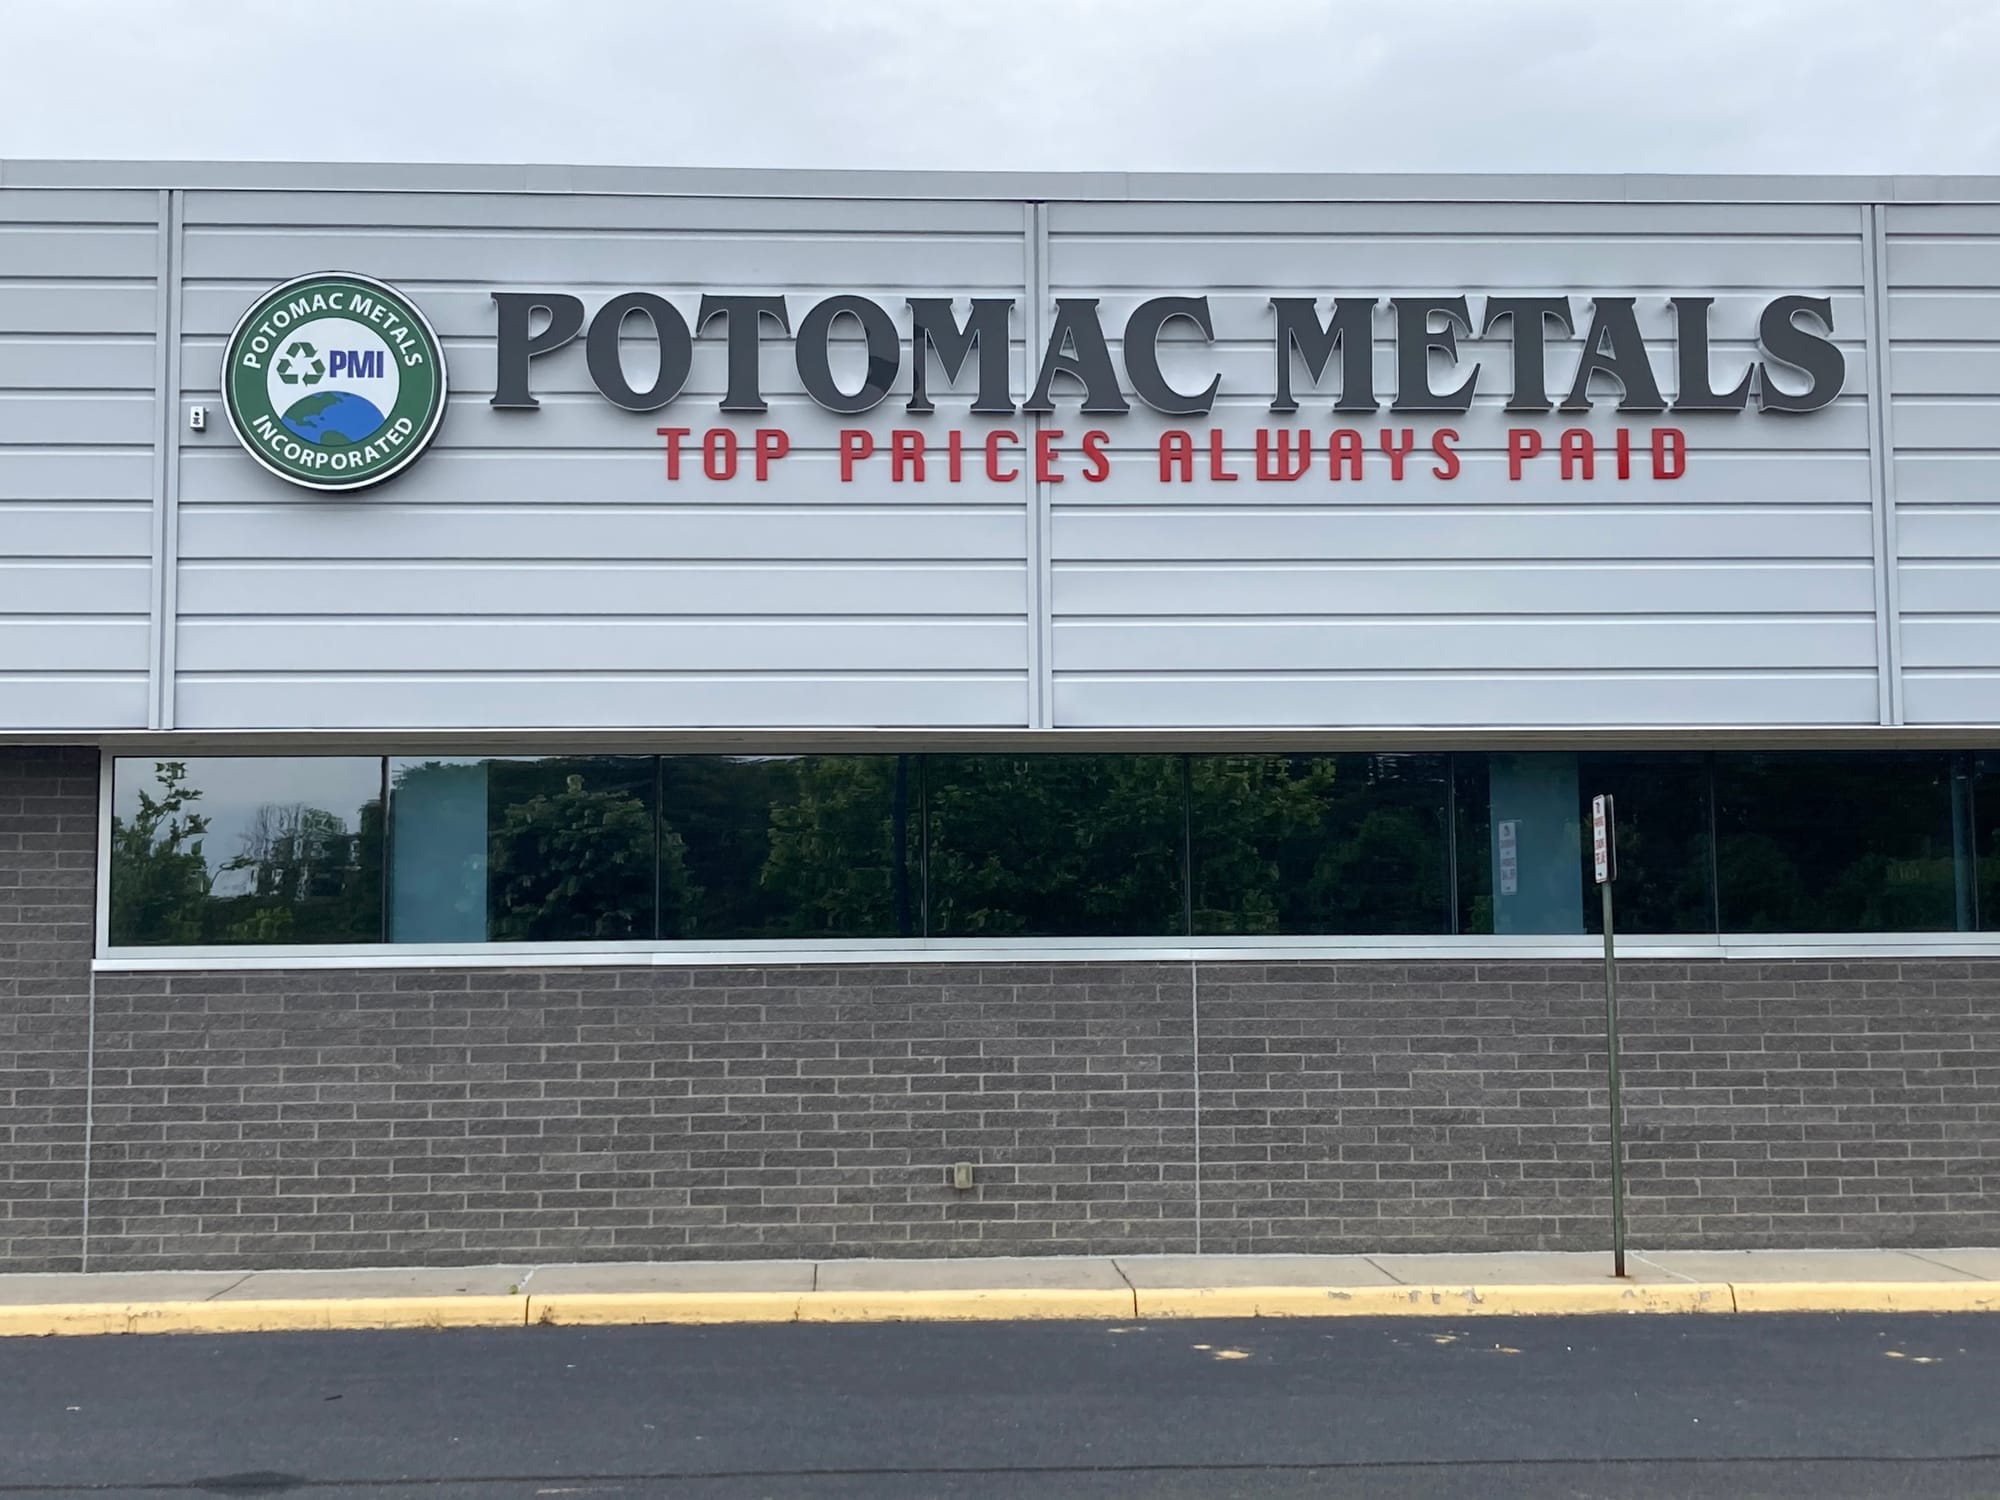 POTOMAC METALS
PMI
INCORPORATED
POTOMAC METALS
TOP PRICES ALWAYS PAID